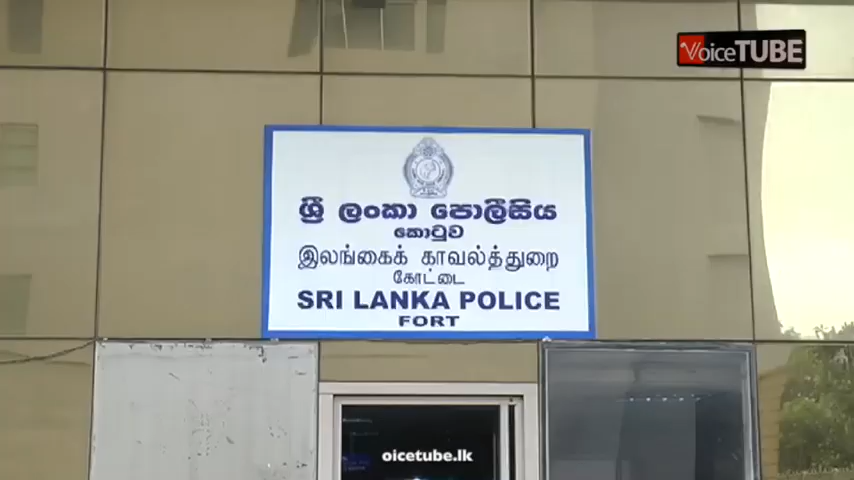 VoiceTUBE
ශ්‍රී ලංකා පොලීසිය
කොටුව
இலங்கைக் காவல்த்துறை
கோட்டை
SRI LANKA POLICE
FORT
oicetube.lk